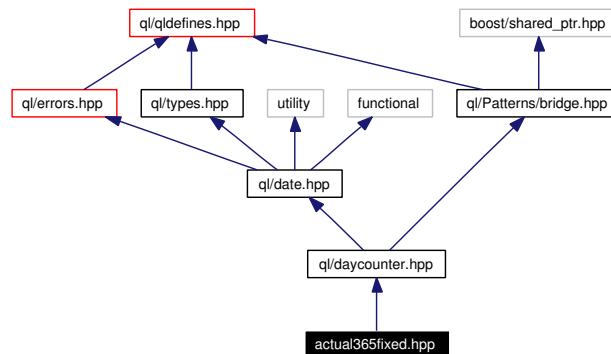 ql/qldefines.hpp
boost/shared_ptr.hpp
ql/errors.hpp
ql/types.hpp
utility
functional
ql/Patterns/bridge.hpp
ql/date.hpp
ql/daycounter.hpp
actual365fixed.hpp